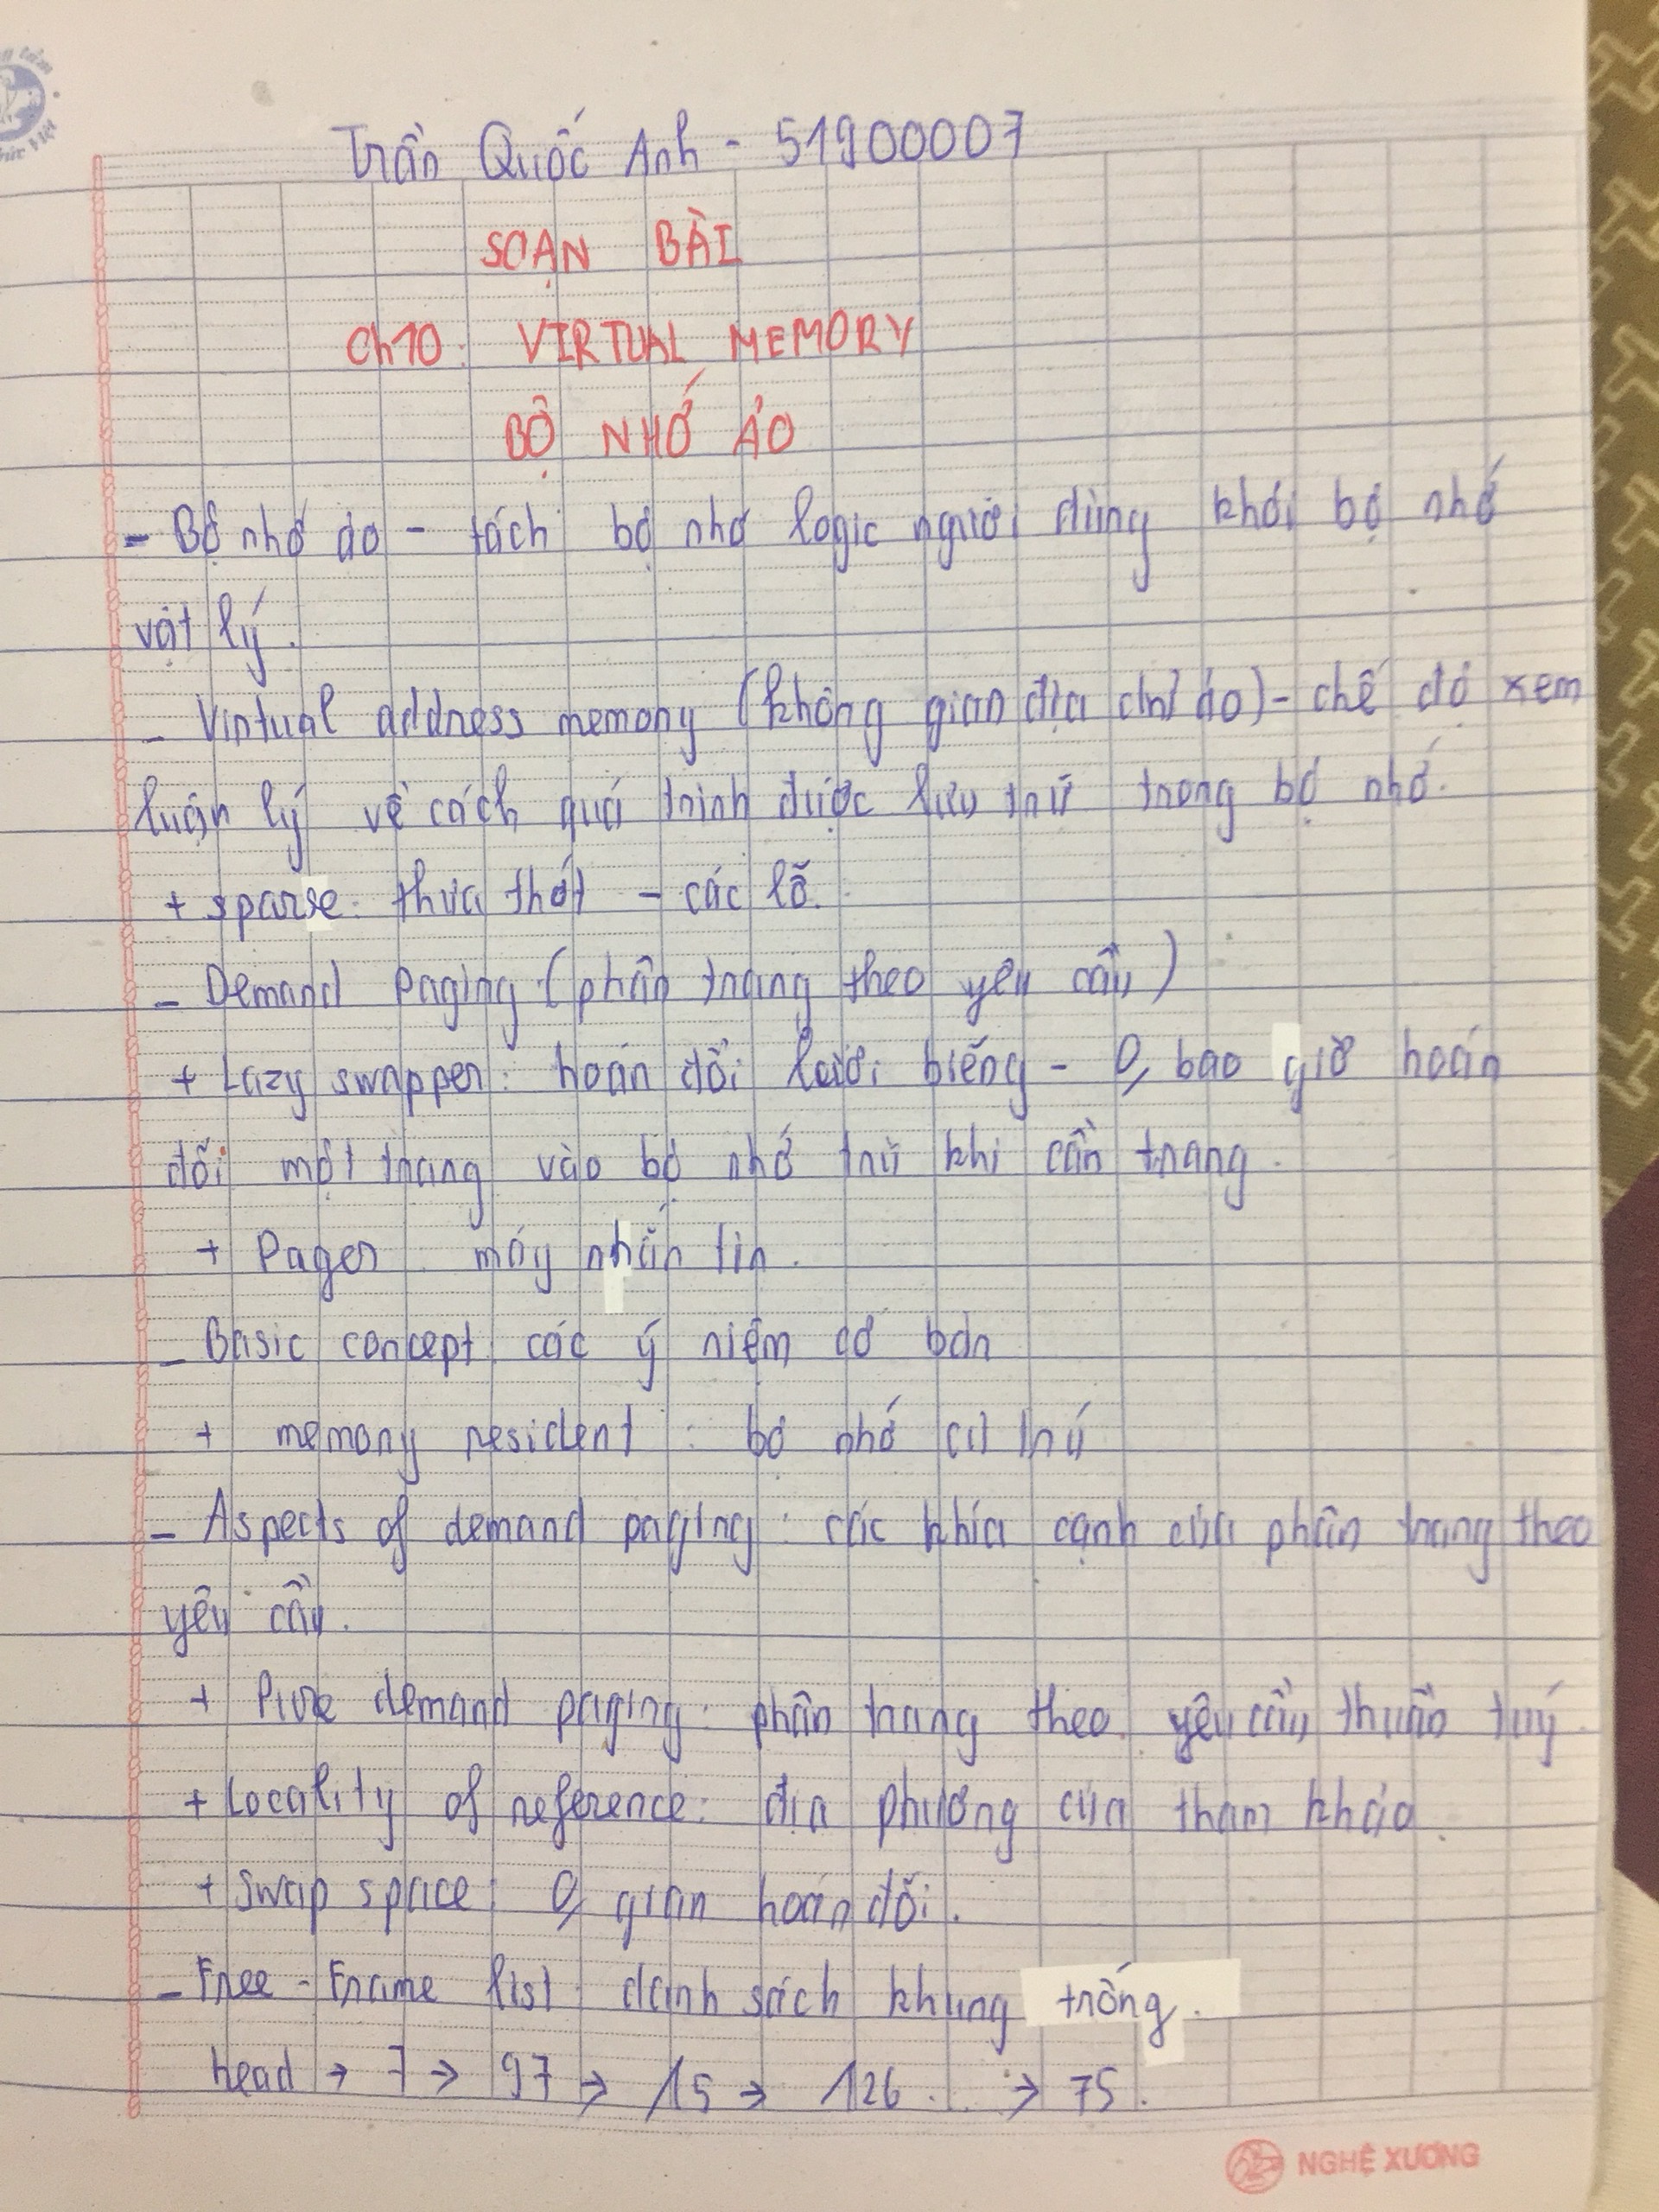 Trần Quốc Anh - 51900007
SOẠN BÀI
Ch10: VIRTUAL MEMORY
BỘ NHỚ ẢO
- Bộ nhớ ảo - tách bộ nhớ logic người dùng khỏi bộ nhớ
vật lý.
- Virtual address memory (không gian địa chỉ ảo) - chế độ xem
luận lý về cách quá trình được lưu trữ trong bộ nhớ.
+ sparse: thưa thớt - các lỗ.
- Demand Paging (phân trang theo yêu cầu)
+ Lazy swapper: hoán đổi lười biếng - 0, bao giờ hoán
đổi một trang vào bộ nhớ trừ khi cần trang.
+ Pager: máy nhắn tin.
- Basic concept: các ý niệm cơ bản
+ memory resident: bộ nhớ cư trú
- Aspects of demand paging: các khía cạnh của phân trang theo
yêu cầu.
+ Pure demand paging: phân trang theo yêu cầu thuần tuý
+ Locality of reference: địa phương của tham khảo
+ Swap space: 0, gian hoán đổi.
- Free - Frame list: danh sách khung trống.
head → 7 → 97 → 15 → 126 ... → 75.
NGHỆ XƯƠNG